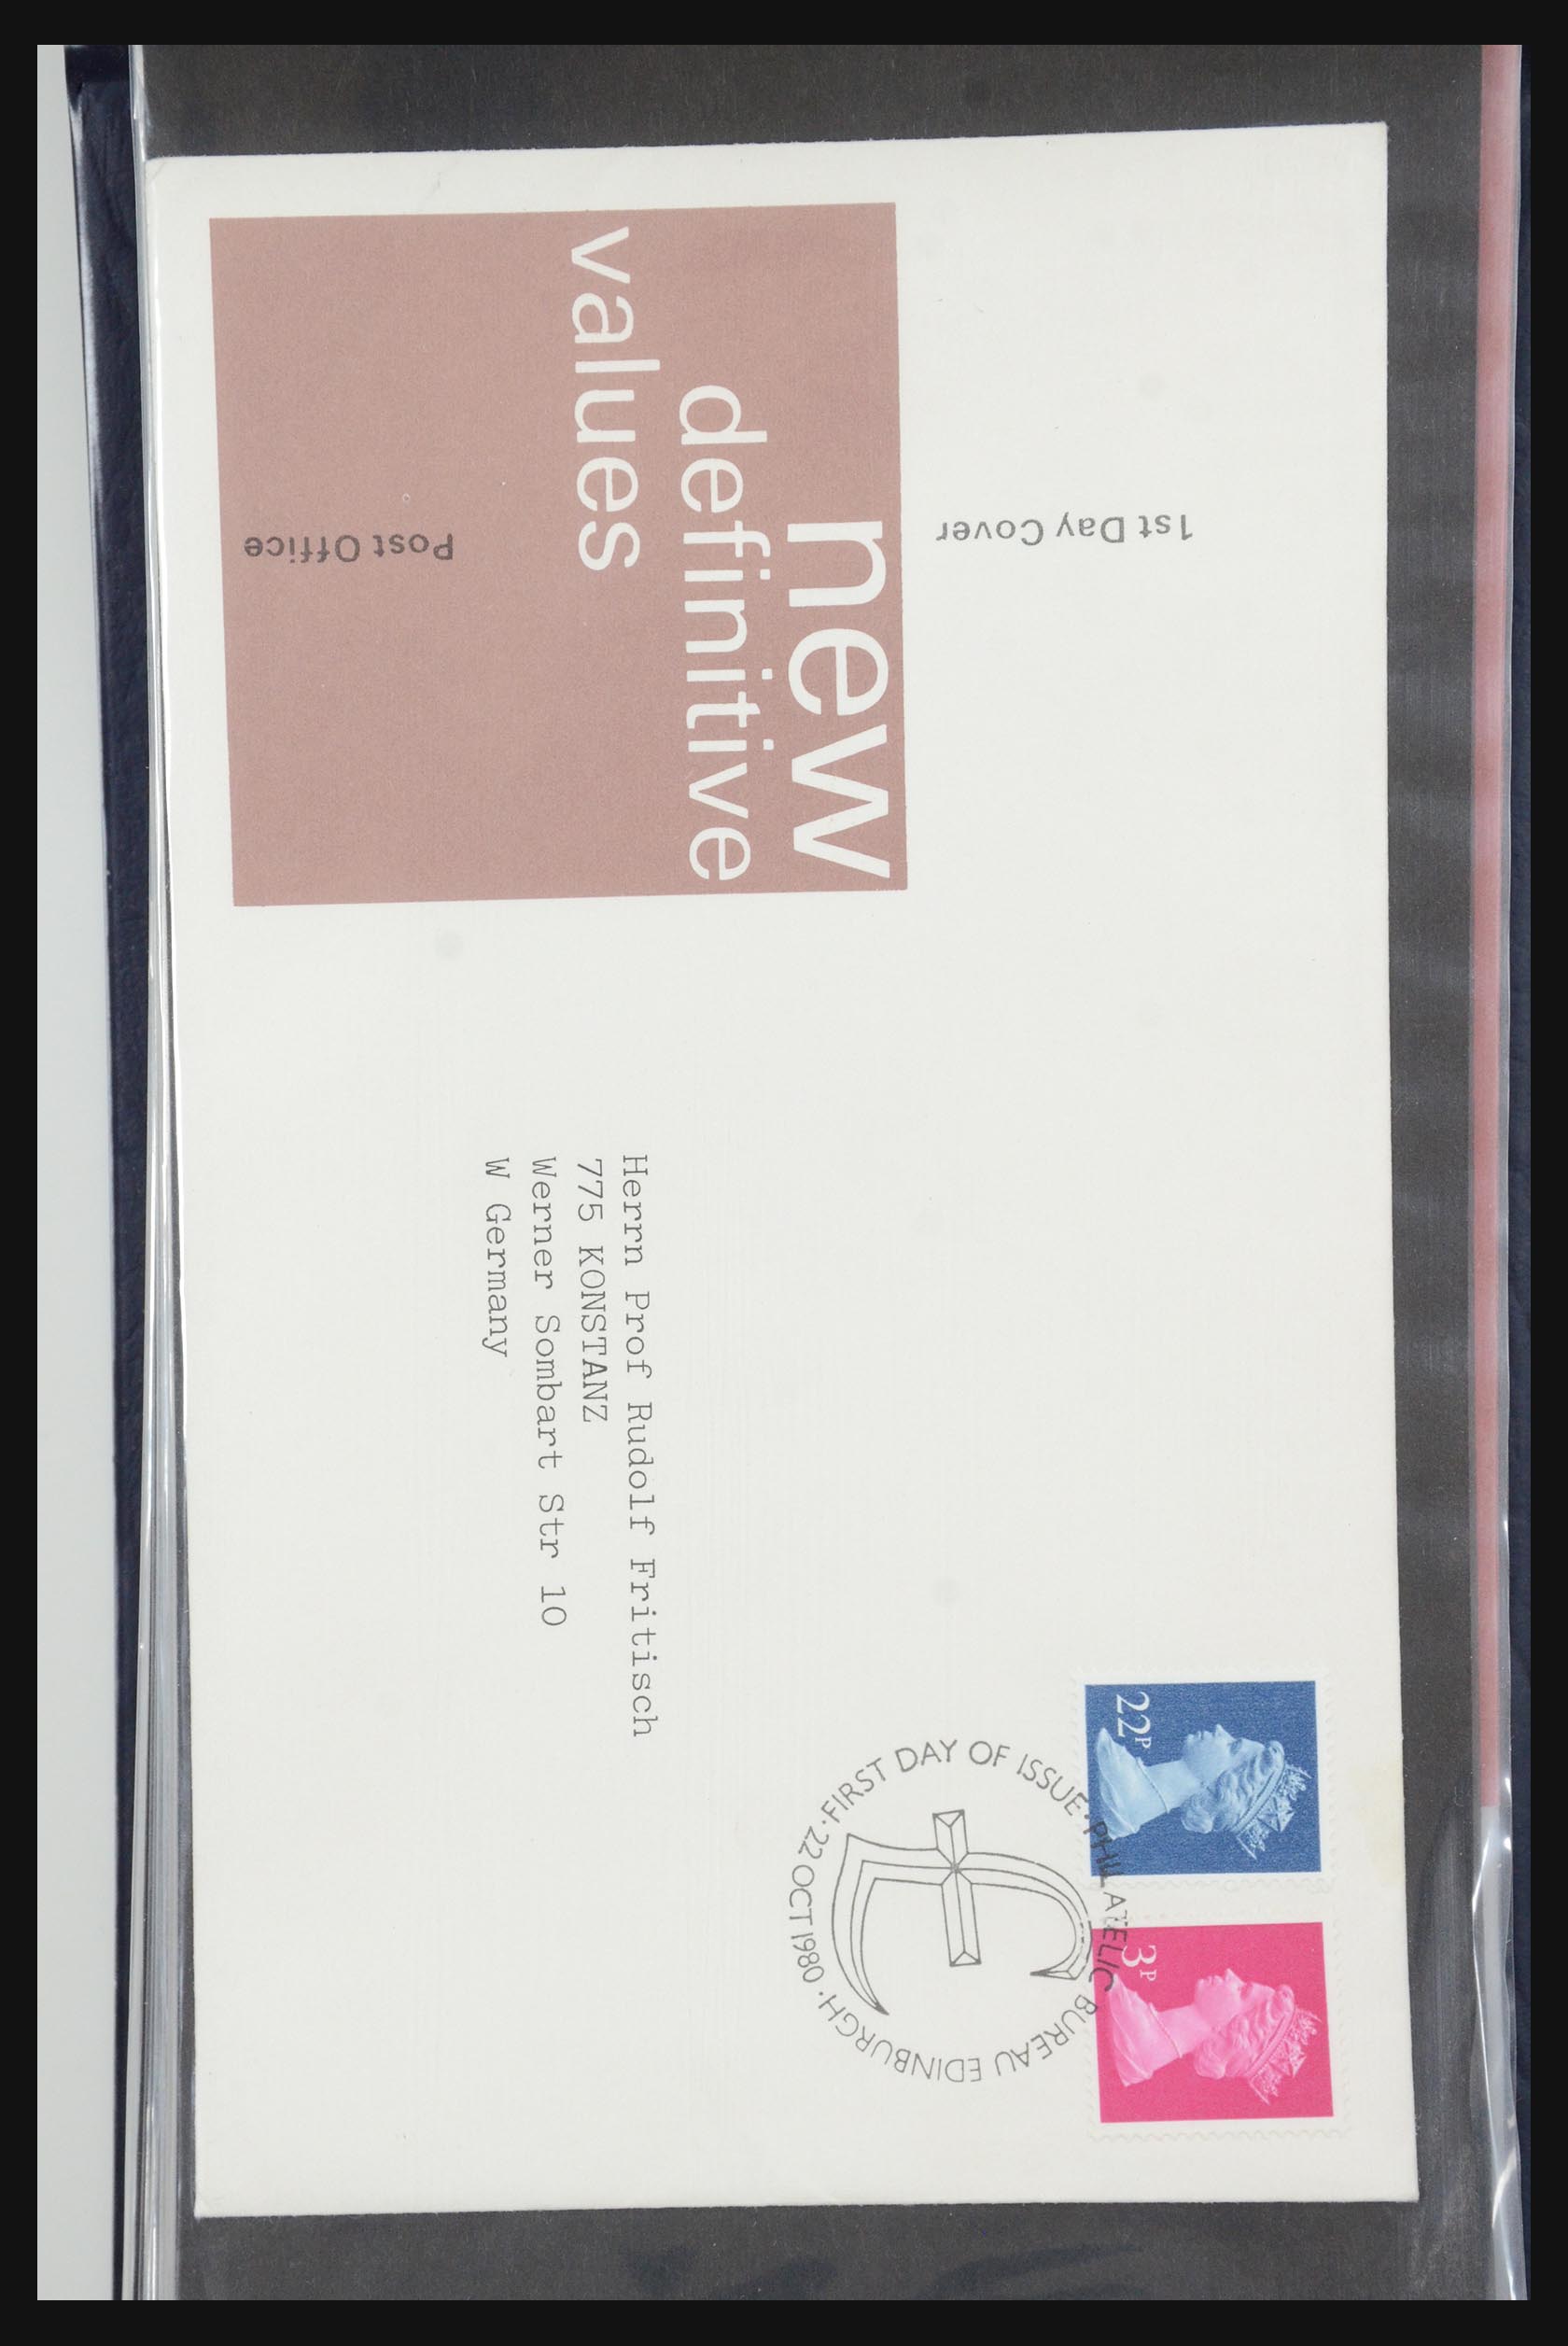 1st Day Cover
new
definitive
values
Post Office
22P
3P
FIRST DAY OF ISSUE · PHILATELIC BUREAU EDINBURGH ·
22 OCT 1980 ·
Herrn Prof Rudolf Fritisch
775 KONSTANZ
Werner Sombart Str 10
W Germany